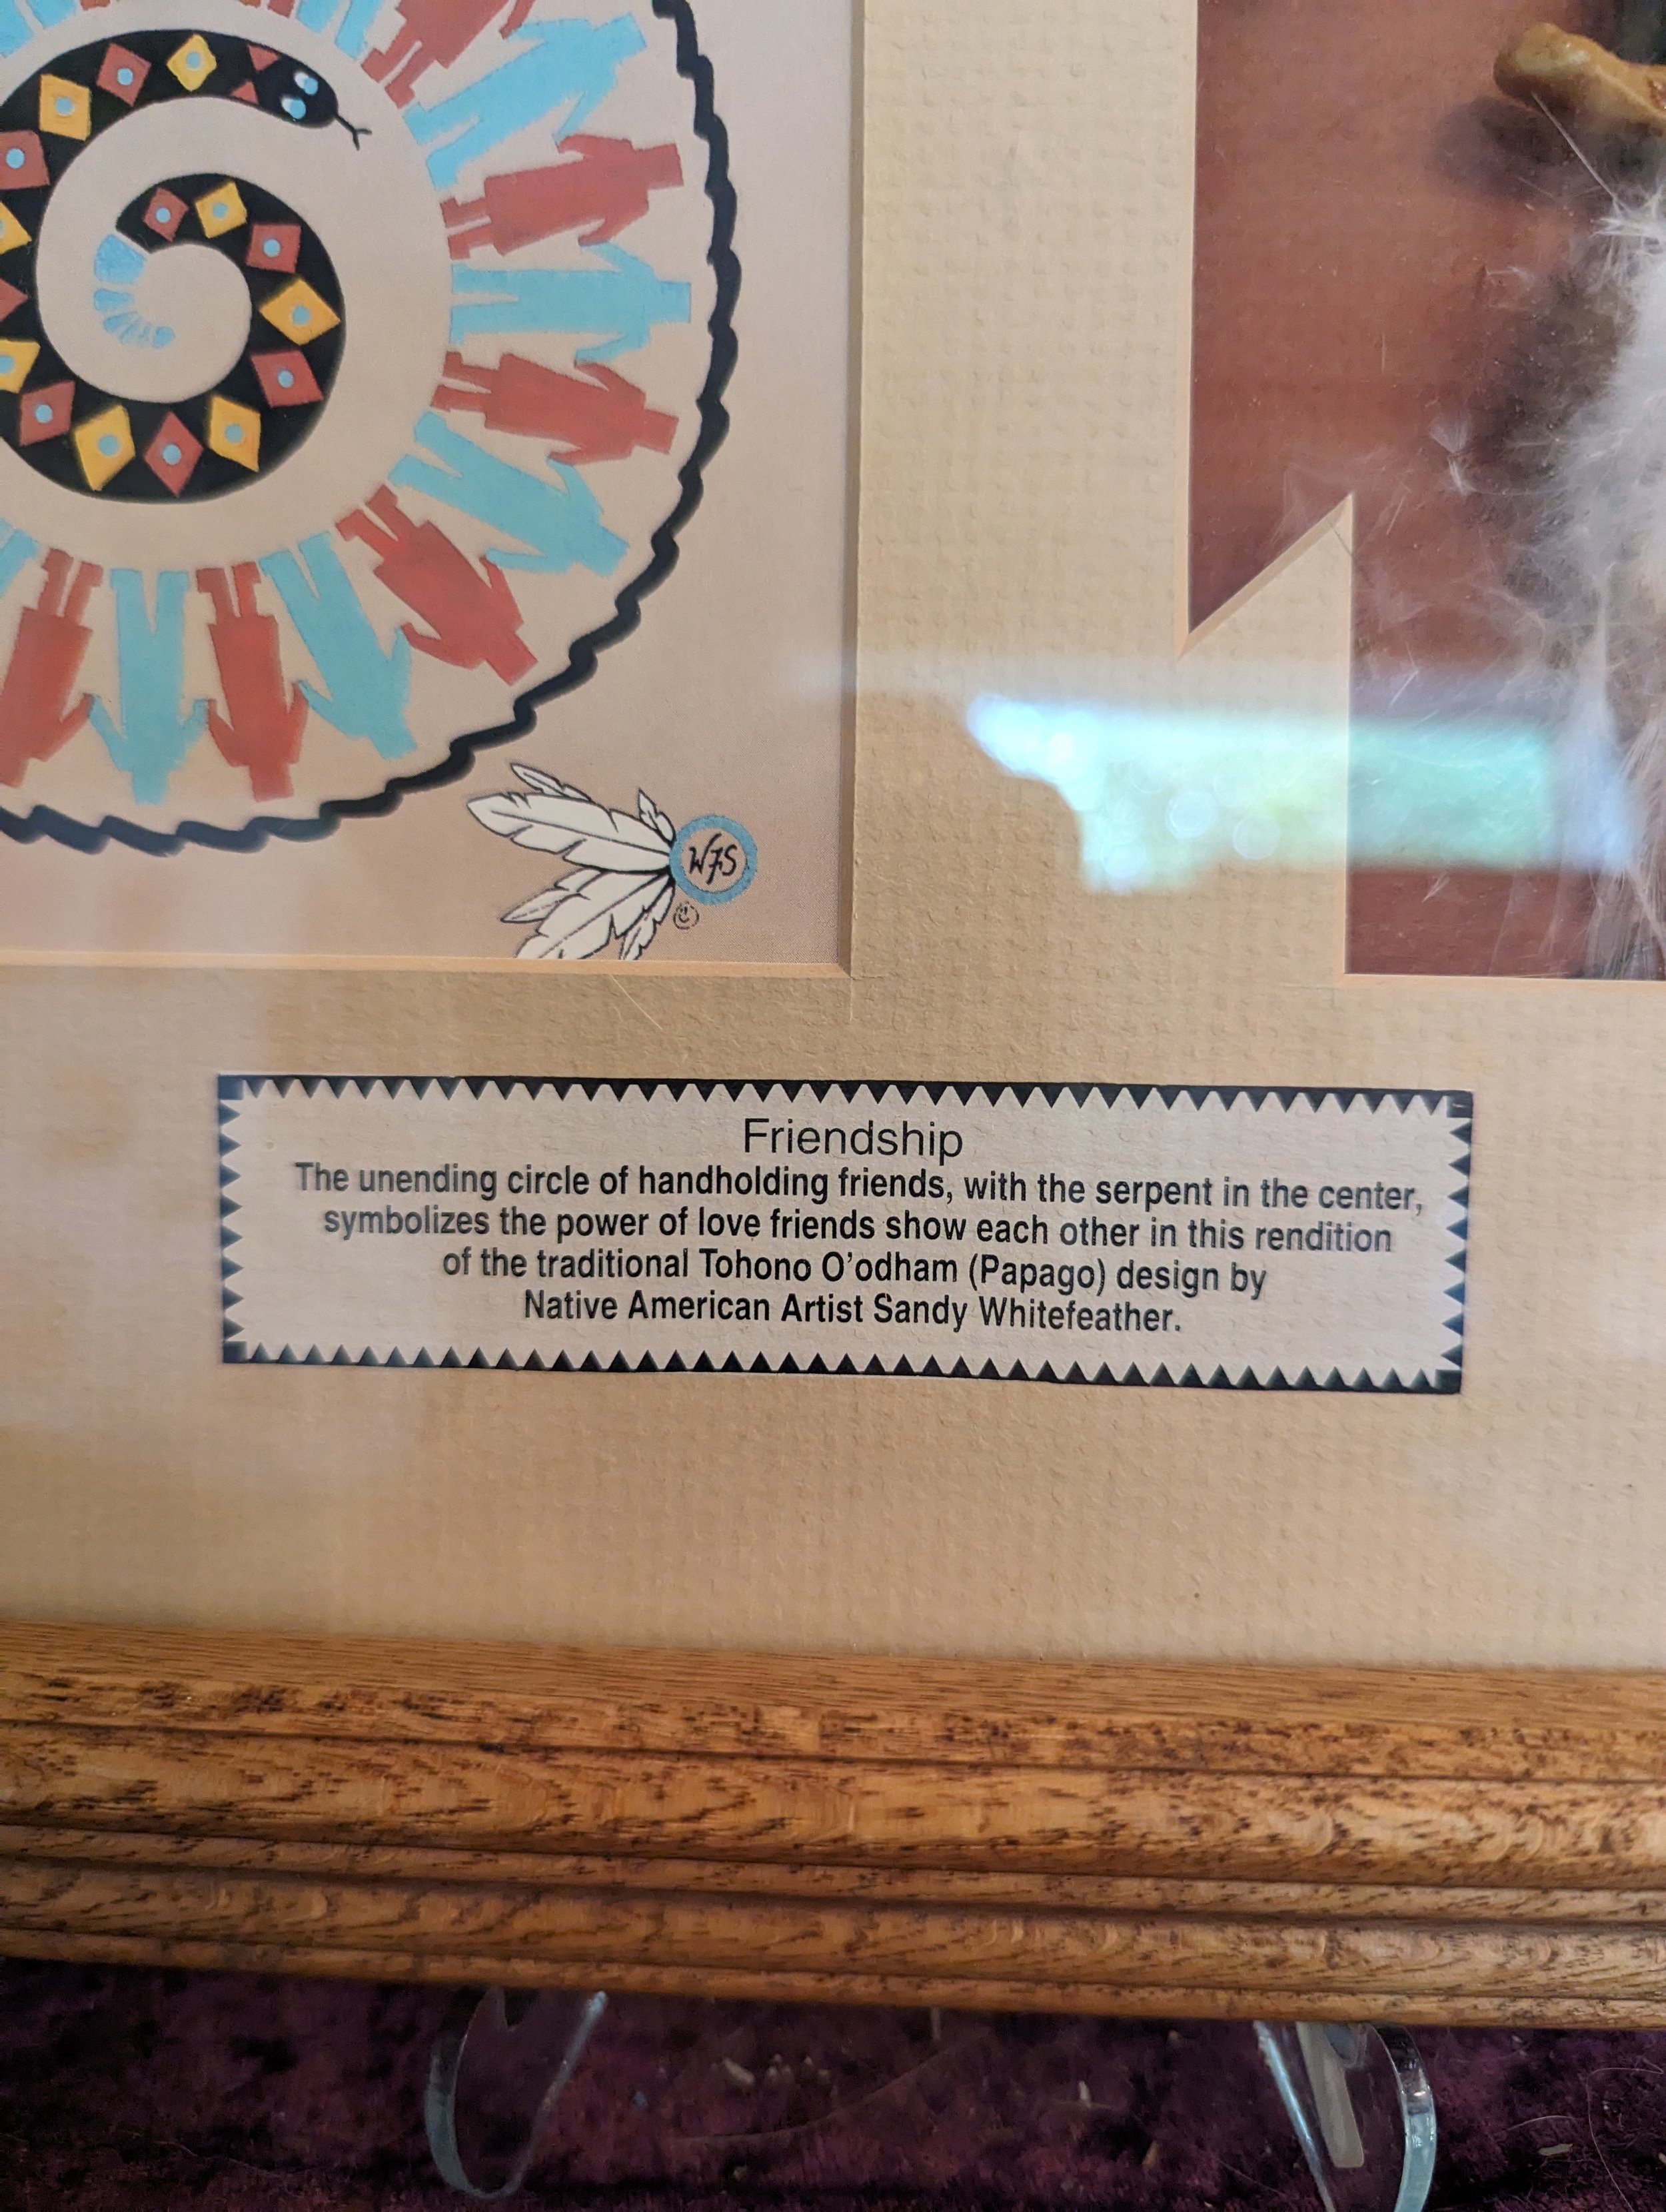 WFS
©
Friendship
The unending circle of handholding friends, with the serpent in the center,
symbolizes the power of love friends show each other in this rendition
of the traditional Tohono O'odham (Papago) design by
Native American Artist Sandy Whitefeather.